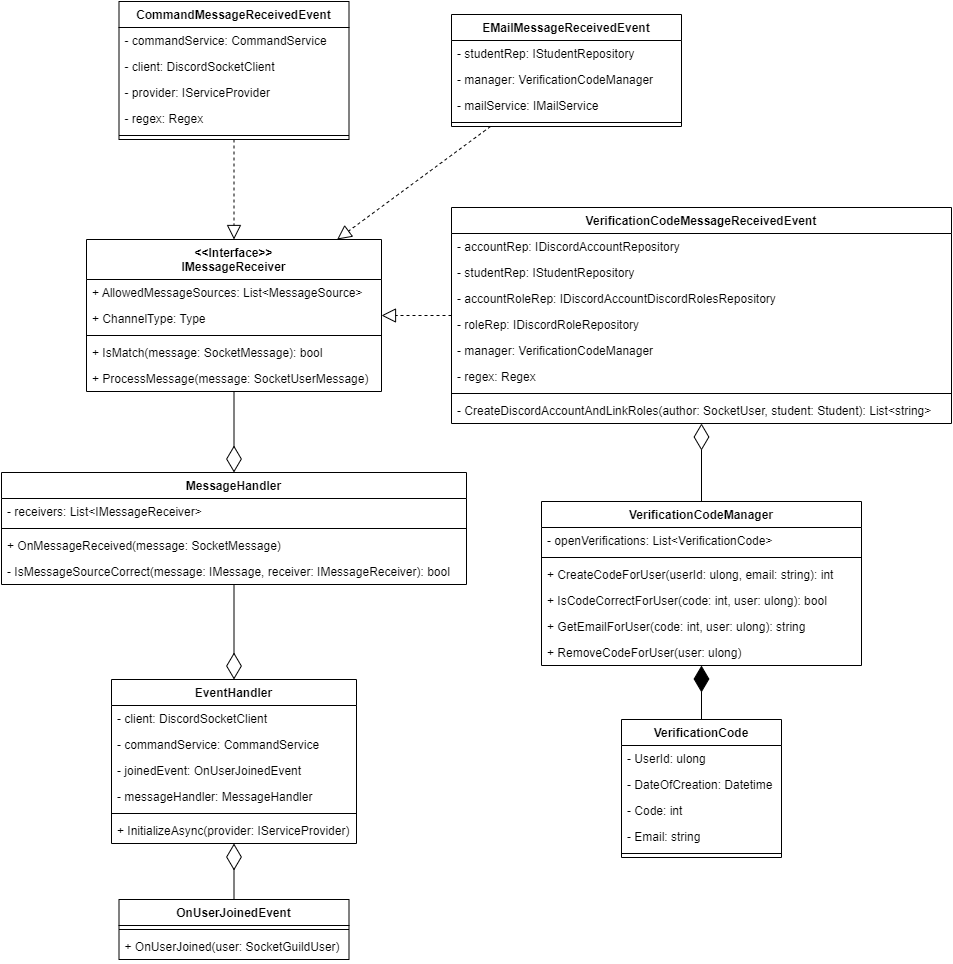 CommandMessageReceivedEvent
- commandService: CommandService
- client: DiscordSocketClient
- provider: IServiceProvider
- regex: Regex
EMailMessageReceivedEvent
- studentRep: IStudentRepository
- manager: VerificationCodeManager
- mailService: IMailService
<<Interface>>
IMessageReceiver
+ AllowedMessageSources: List<MessageSource>
+ ChannelType: Type
+ IsMatch(message: SocketMessage): bool
+ ProcessMessage(message: SocketUserMessage)
VerificationCodeMessageReceivedEvent
- accountRep: IDiscordAccountRepository
- studentRep: IStudentRepository
- accountRoleRep: IDiscordAccountDiscordRolesRepository
- roleRep: IDiscordRoleRepository
- manager: VerificationCodeManager
- regex: Regex
- CreateDiscordAccountAndLinkRoles(author: SocketUser, student: Student): List<string>
MessageHandler
- receivers: List<IMessageReceiver>
+ OnMessageReceived(message: SocketMessage)
- IsMessageSourceCorrect(message: IMessage, receiver: IMessageReceiver): bool
VerificationCodeManager
- openVerifications: List<VerificationCode>
+ CreateCodeForUser(userId: ulong, email: string): int
+ IsCodeCorrectForUser(code: int, user: ulong): bool
+ GetEmailForUser(code: int, user: ulong): string
+ RemoveCodeForUser(user: ulong)
EventHandler
- client: DiscordSocketClient
- commandService: CommandService
- joinedEvent: OnUserJoinedEvent
- messageHandler: MessageHandler
+ InitializeAsync(provider: IServiceProvider)
VerificationCode
- UserId: ulong
- DateOfCreation: Datetime
- Code: int
- Email: string
OnUserJoinedEvent
+ OnUserJoined(user: SocketGuildUser)